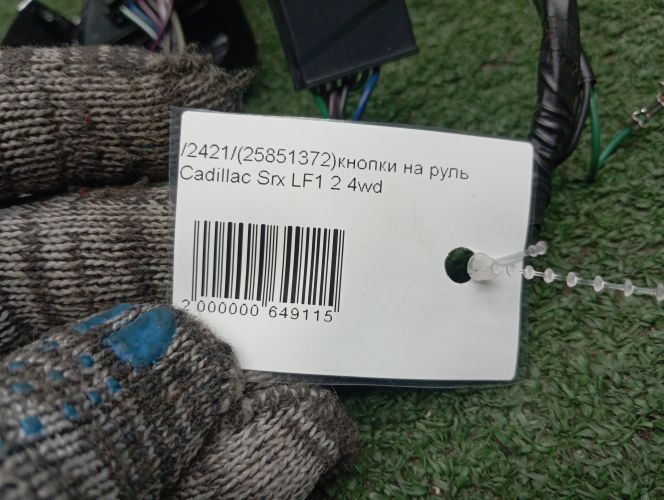 /2421/(25851372)кнопки на руль
Cadillac Srx LF1 2 4wd
2 000000 649115